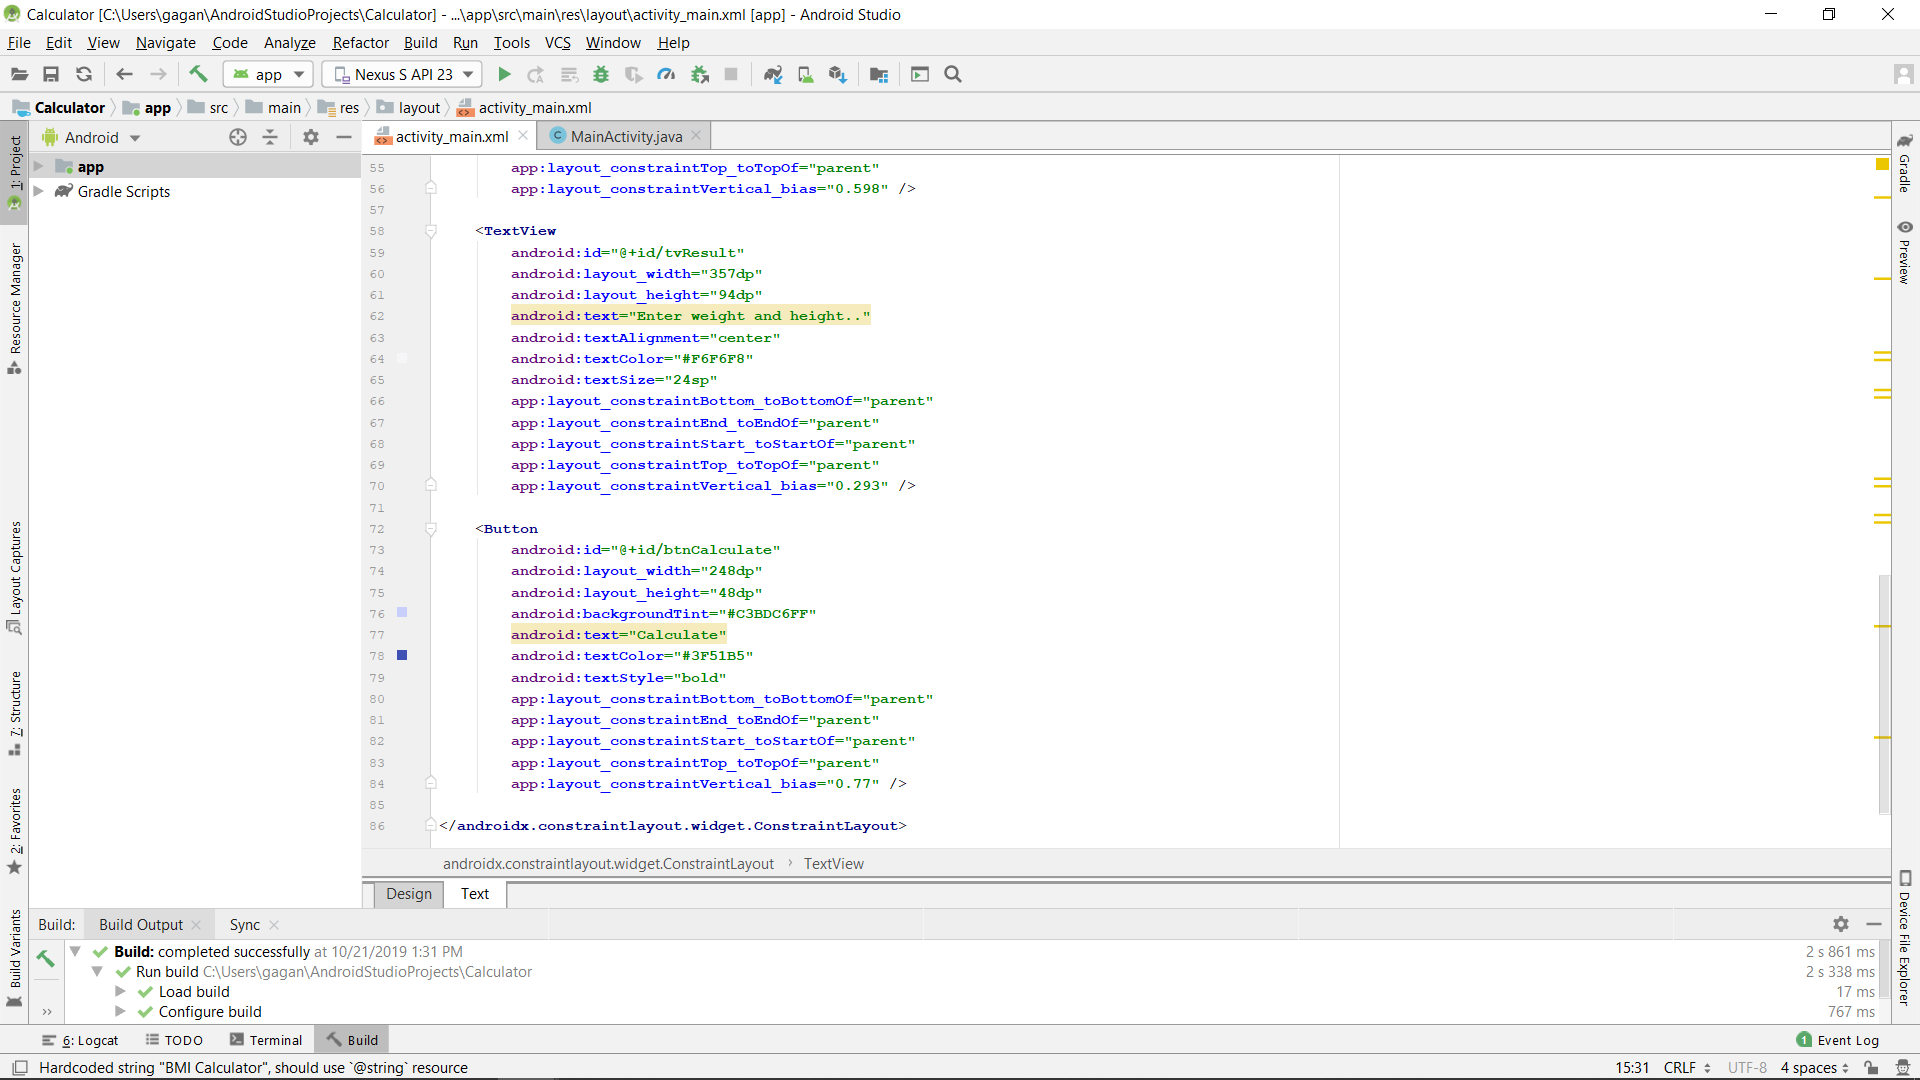 Calculator [C:\Users\gagan\AndroidStudioProjects\Calculator] - ...\app\src\main\res\layout\activity_main.xml [app] - Android Studio
File Edit View Navigate Code Analyze Refactor Build Run Tools VCS Window Help
app Nexus S API 23
Calculator app src main res layout activity_main.xml
1: Project
Resource Manager
Layout Captures
7: Structure
2: Favorites
Build Variants
Android
app
Gradle Scripts
activity_main.xml MainActivity.java
55 app:layout_constraintTop_toTopOf="parent"
56 app:layout_constraintVertical_bias="0.598" />
57
58 <TextView
59 android:id="@+id/tvResult"
60 android:layout_width="357dp"
61 android:layout_height="94dp"
62 android:text="Enter weight and height.."
63 android:textAlignment="center"
64 android:textColor="#F6F6F8"
65 android:textSize="24sp"
66 app:layout_constraintBottom_toBottomOf="parent"
67 app:layout_constraintEnd_toEndOf="parent"
68 app:layout_constraintStart_toStartOf="parent"
69 app:layout_constraintTop_toTopOf="parent"
70 app:layout_constraintVertical_bias="0.293" />
71
72 <Button
73 android:id="@+id/btnCalculate"
74 android:layout_width="248dp"
75 android:layout_height="48dp"
76 android:backgroundTint="#C3BDC6FF"
77 android:text="Calculate"
78 android:textColor="#3F51B5"
79 android:textStyle="bold"
80 app:layout_constraintBottom_toBottomOf="parent"
81 app:layout_constraintEnd_toEndOf="parent"
82 app:layout_constraintStart_toStartOf="parent"
83 app:layout_constraintTop_toTopOf="parent"
84 app:layout_constraintVertical_bias="0.77" />
85
86 </androidx.constraintlayout.widget.ConstraintLayout>
androidx.constraintlayout.widget.ConstraintLayout › TextView
Design Text
Gradle
Preview
Device File Explorer
Build: Build Output Sync
Build: completed successfully at 10/21/2019 1:31 PM 2 s 861 ms
Run build C:\Users\gagan\AndroidStudioProjects\Calculator 2 s 338 ms
Load build 17 ms
Configure build 767 ms
6: Logcat TODO Terminal Build 1 Event Log
Hardcoded string "BMI Calculator", should use `@string` resource 15:31 CRLF UTF-8 4 spaces